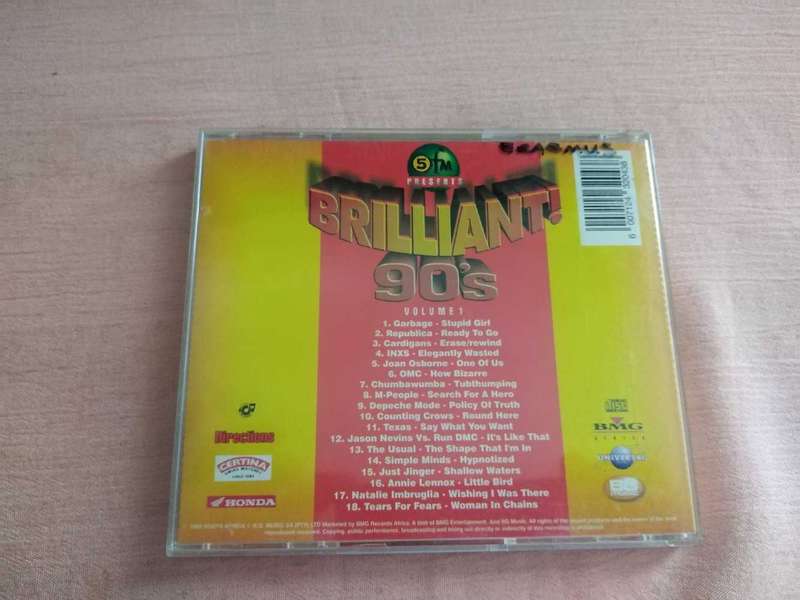 ERASMUS
5fm
PRESENTS
BRILLIANT!
90's
VOLUME 1
1. Garbage - Stupid Girl
2. Republica - Ready To Go
3. Cardigans - Erase/rewind
4. INXS - Elegantly Wasted
5. Joan Osborne - One Of Us
6. OMC - How Bizarre
7. Chumbawumba - Tubthumping
8. M-People - Search For A Hero
9. Depeche Mode - Policy Of Truth
10. Counting Crows - Round Here
11. Texas - Say What You Want
12. Jason Nevins Vs. Run DMC - It's Like That
13. The Usual - The Shape That I'm In
14. Simple Minds - Hypnotized
15. Just Jinger - Shallow Waters
16. Annie Lennox - Little Bird
17. Natalie Imbruglia - Wishing I Was There
18. Tears For Fears - Woman In Chains
6 007124 320438
Directions
CERTINA
HONDA
BMG
AFRICA
UNIVERSAL